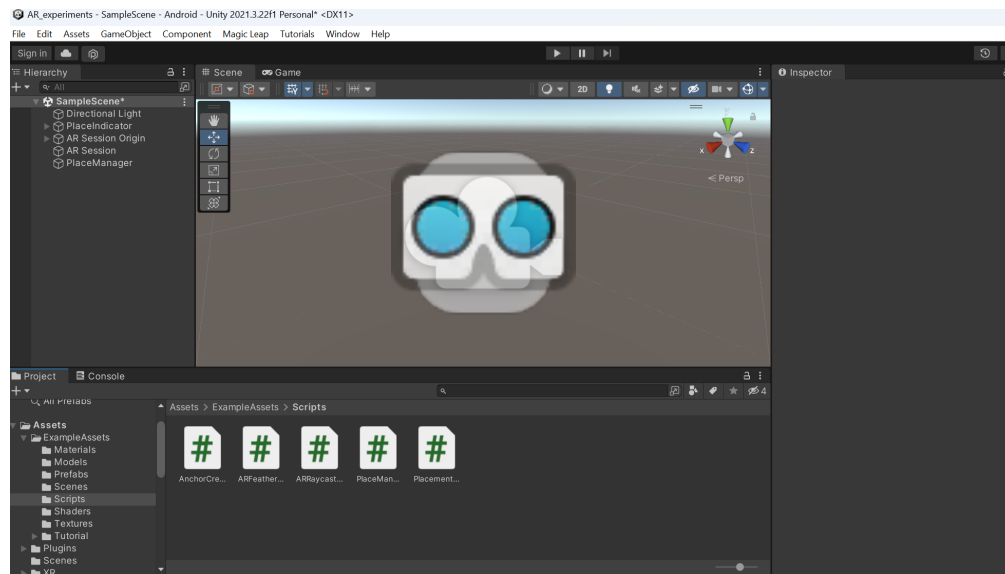 AR_experiments - SampleScene - Android - Unity 2021.3.22f1 Personal* <DX11>
File Edit Assets GameObject Component Magic Leap Tutorials Window Help
Sign in
Hierarchy
All
SampleScene*
Directional Light
PlaceIndicator
AR Session Origin
AR Session
PlaceManager
Scene Game
2D
y
x z
Persp
Inspector
Project Console
4
All Prefabs
Assets
ExampleAssets
Materials
Models
Prefabs
Scenes
Scripts
Shaders
Textures
Tutorial
Plugins
Scenes
XR
Assets > ExampleAssets > Scripts
# # # # #
AnchorCre... ARFeather... ARRaycast... PlaceMan... Placement...